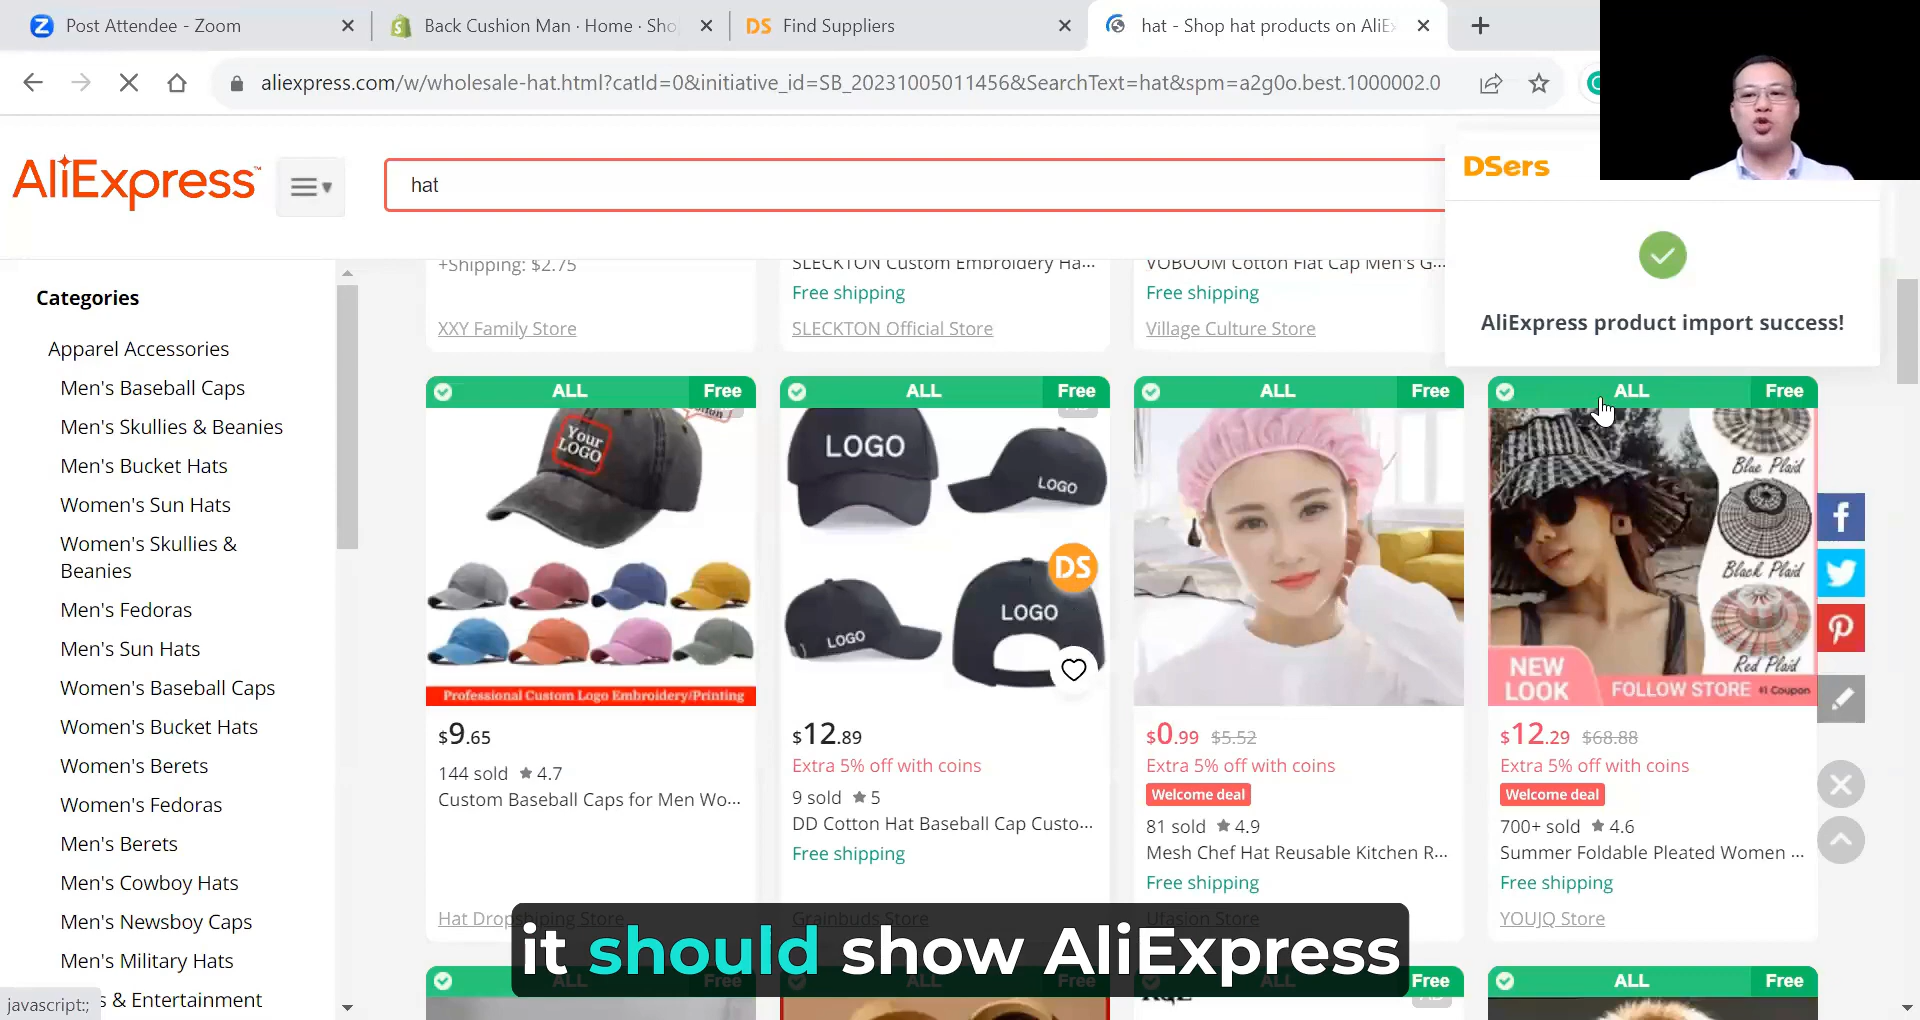 Post Attendee - Zoom
Back Cushion Man · Home · Sho
DS Find Suppliers
hat - Shop hat products on AliEx
aliexpress.com/w/wholesale-hat.html?catId=0&initiative_id=SB_20231005011456&SearchText=hat&spm=a2g0o.best.1000002.0
AliExpress™
hat
DSers
AliExpress product import success!
Categories
Apparel Accessories
Men's Baseball Caps
Men's Skullies & Beanies
Men's Bucket Hats
Women's Sun Hats
Women's Skullies &
Beanies
Men's Fedoras
Men's Sun Hats
Women's Baseball Caps
Women's Bucket Hats
Women's Berets
Women's Fedoras
Men's Berets
Men's Cowboy Hats
Men's Newsboy Caps
Men's Military Hats
s & Entertainment
javascript:;
+Shipping: $2.75
XXY Family Store
SLECKTON Custom Embroidery Ha...
Free shipping
SLECKTON Official Store
VOBOOM Cotton Flat Cap Men's G...
Free shipping
Village Culture Store
ALL Free
Your
LOGO
Professional Custom Logo Embroidery/Printing
$9.65
144 sold ★ 4.7
Custom Baseball Caps for Men Wo...
Hat Dropshiping Store
ALL Free
LOGO
LOGO
DS
LOGO
LOGO
$12.89
Extra 5% off with coins
9 sold ★ 5
DD Cotton Hat Baseball Cap Custo...
Free shipping
Grainbuds Store
ALL Free
$0.99 $5.52
Extra 5% off with coins
Welcome deal
81 sold ★ 4.9
Mesh Chef Hat Reusable Kitchen R...
Free shipping
Ufasion Store
ALL Free
Blue Plaid
Black Plaid
Red Plaid
NEW
LOOK
FOLLOW STORE #1 Coupon
$12.29 $68.88
Extra 5% off with coins
Welcome deal
700+ sold ★ 4.6
Summer Foldable Pleated Women ...
Free shipping
YOUJQ Store
it should show AliExpress
Free
ALL Free